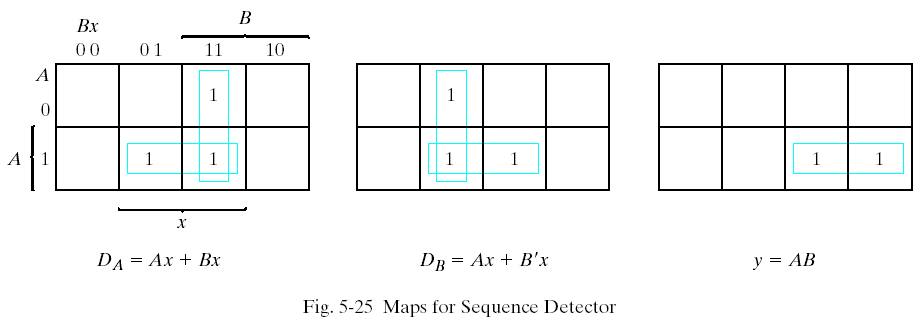 B
Bx
00 01 11 10
A
0 1 1
A 1 1 1 1 1 1 1
x
D_A = Ax + Bx D_B = Ax + B'x y = AB
Fig. 5-25 Maps for Sequence Detector